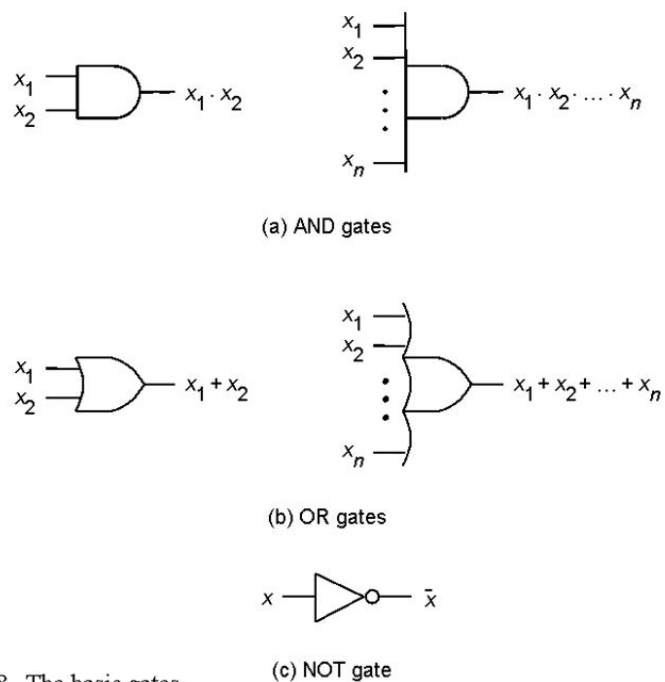 x₁
x₂
x₁ · x₂
x₁
x₂
xₙ
x₁ · x₂ · … · xₙ
(a) AND gates
x₁
x₂
x₁ + x₂
x₁
x₂
xₙ
x₁ + x₂ + … + xₙ
(b) OR gates
x
x̄
(c) NOT gate
The basic gates